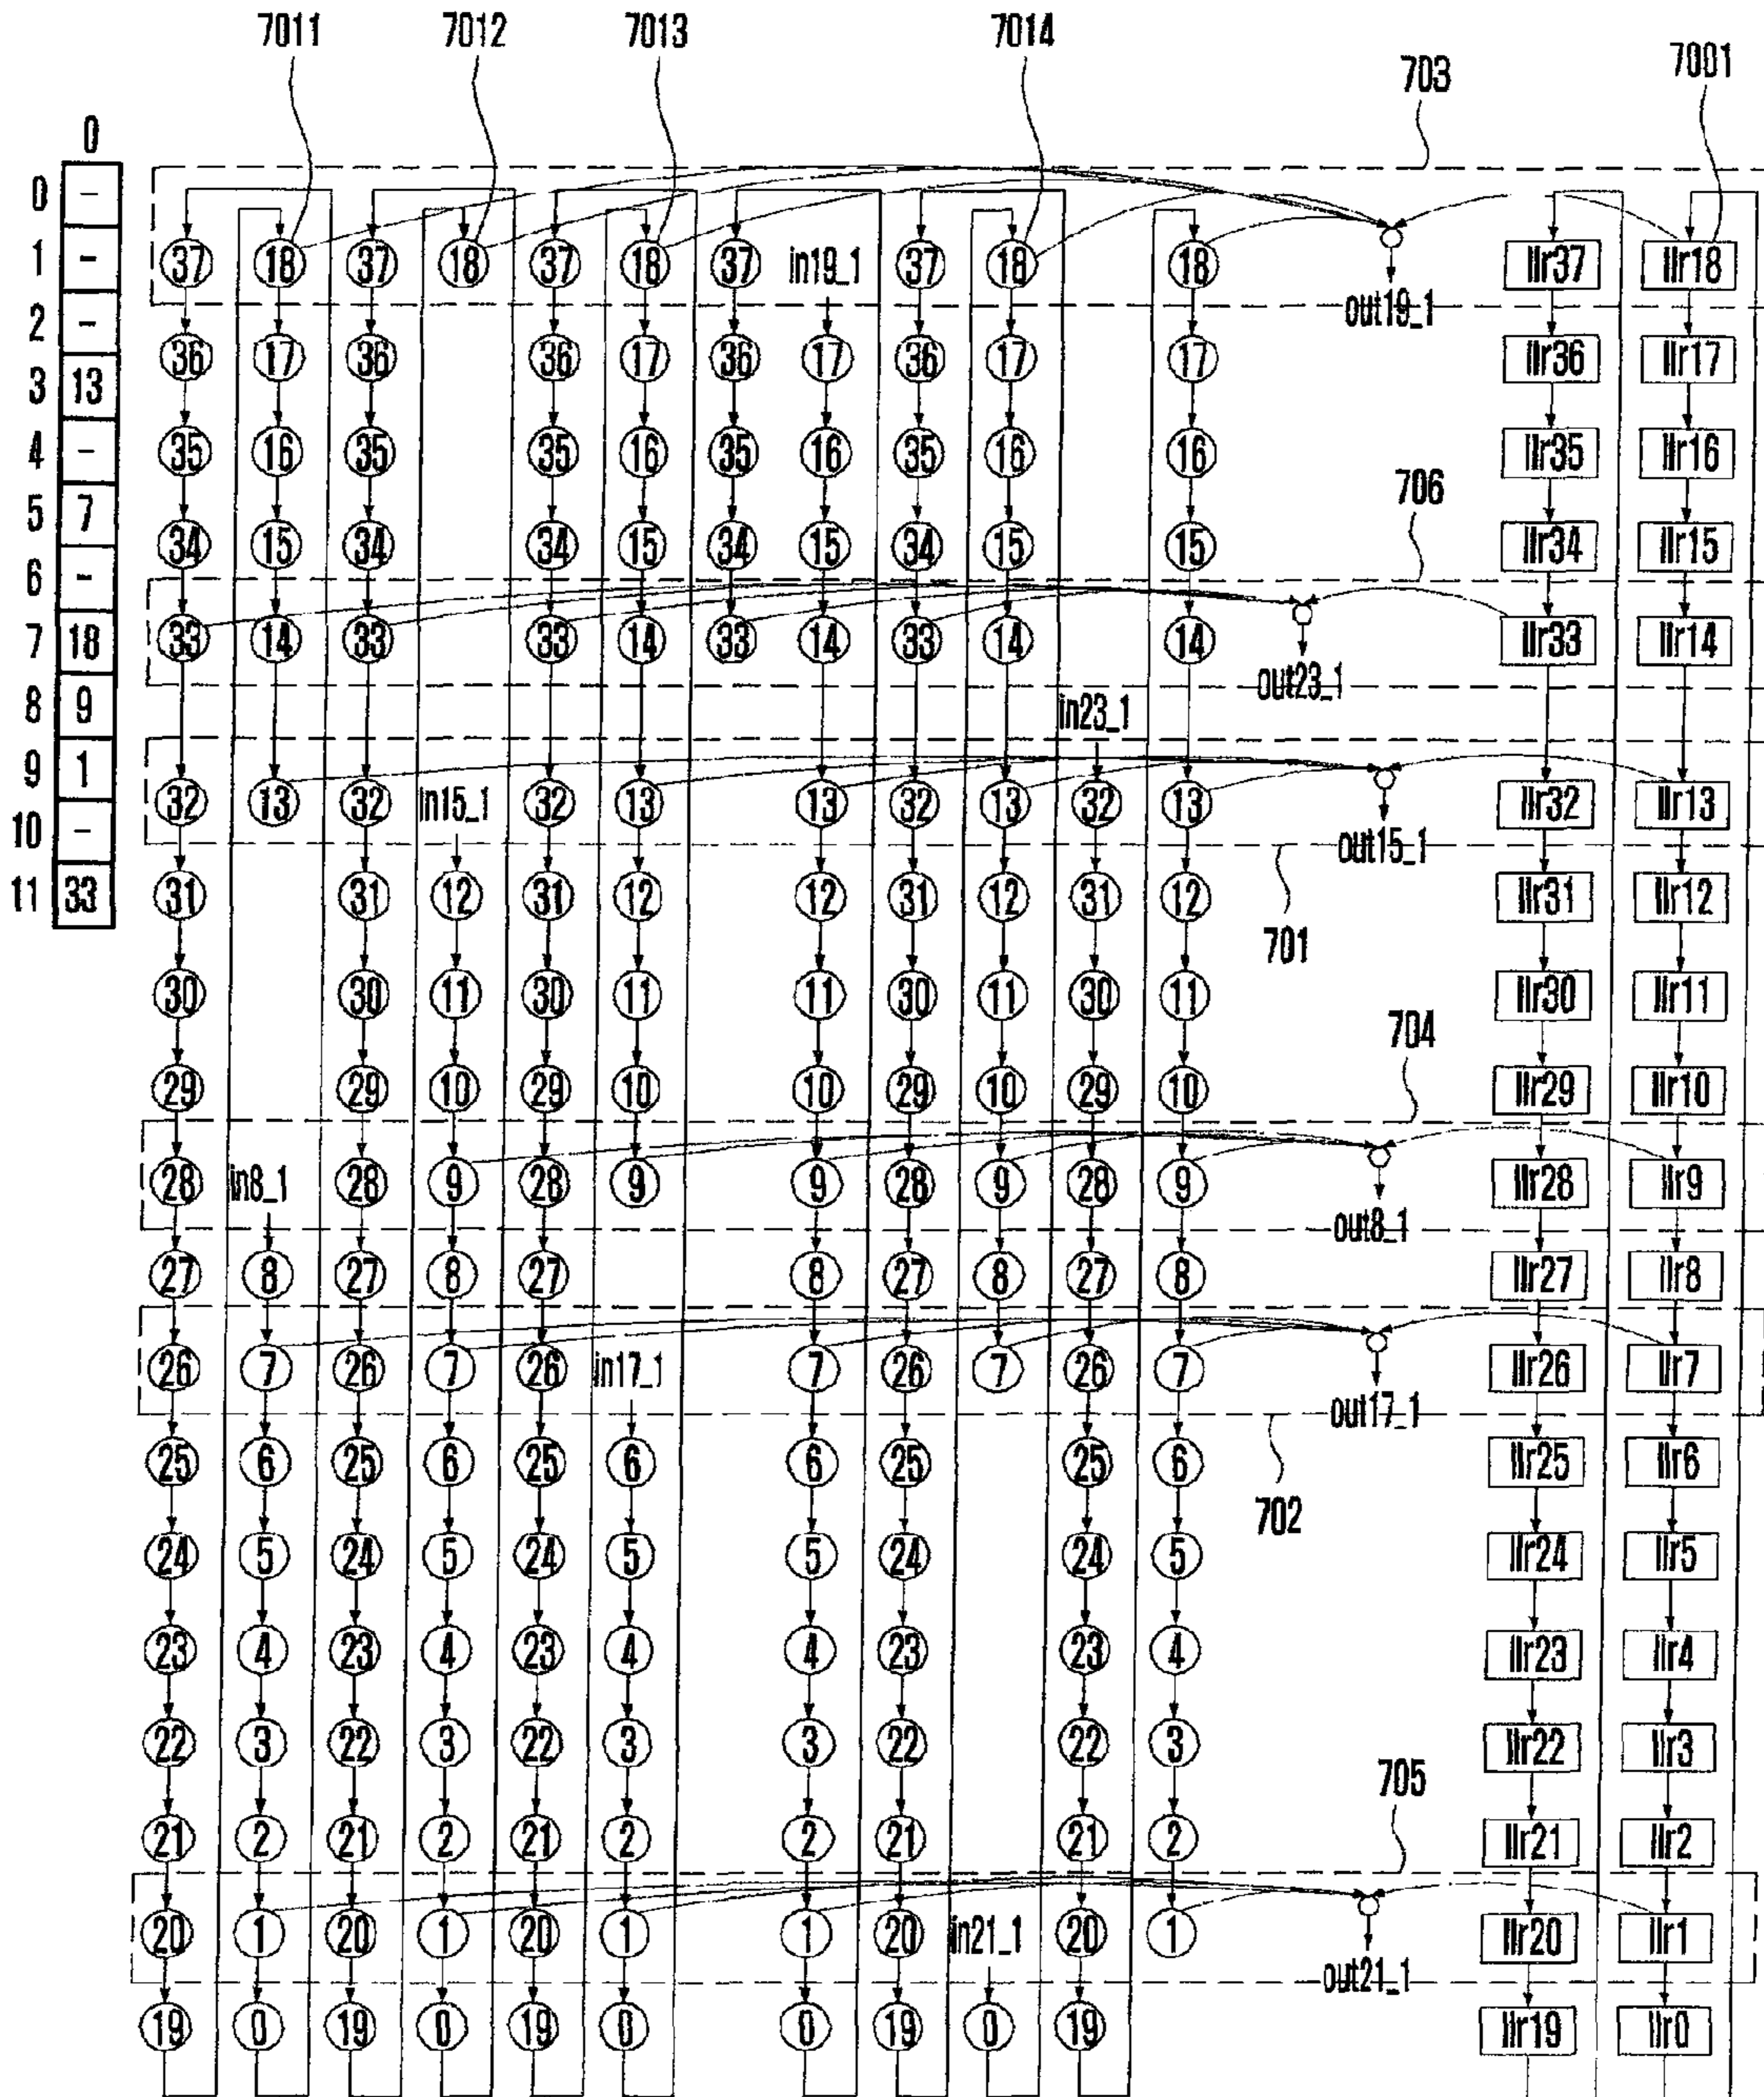 7011 7012 7013 7014
703 7001
0
0 -
1 -
2 -
3 13
4 -
5 7
6 -
7 18
8 9
9 1
10 -
11 33
37 18 37 18 37 18 37 in19_1 37 18 18 llr37 llr18
out19_1
36 17 36 36 17 36 17 36 17 17 llr36 llr17
35 16 35 35 16 35 16 35 16 16 llr35 llr16
706
34 15 34 34 15 34 15 34 15 15 llr34 llr15
33 14 33 33 14 33 14 33 14 14 llr33 llr14
out23_1
in23_1
32 13 32 in15_1 32 13 13 32 13 32 13 llr32 llr13
out15_1
31 31 12 31 12 12 31 12 31 12 llr31 llr12
701
30 30 11 30 11 11 30 11 30 11 llr30 llr11
704
29 29 10 29 10 10 29 10 29 10 llr29 llr10
28 in8_1 28 9 28 9 9 28 9 28 9 llr28 llr9
out8_1
27 8 27 8 27 8 27 8 27 8 llr27 llr8
26 7 26 7 26 in17_1 7 26 7 26 7 llr26 llr7
out17_1
25 6 25 6 25 6 6 25 25 6 llr25 llr6
702
24 5 24 5 24 5 5 24 24 5 llr24 llr5
23 4 23 4 23 4 4 23 23 4 llr23 llr4
22 3 22 3 22 3 3 22 22 3 llr22 llr3
705
21 2 21 2 21 2 2 21 21 2 llr21 llr2
20 1 20 1 20 1 1 20 in21_1 20 1 llr20 llr1
out21_1
19 0 19 0 19 0 0 19 0 19 llr19 llr0